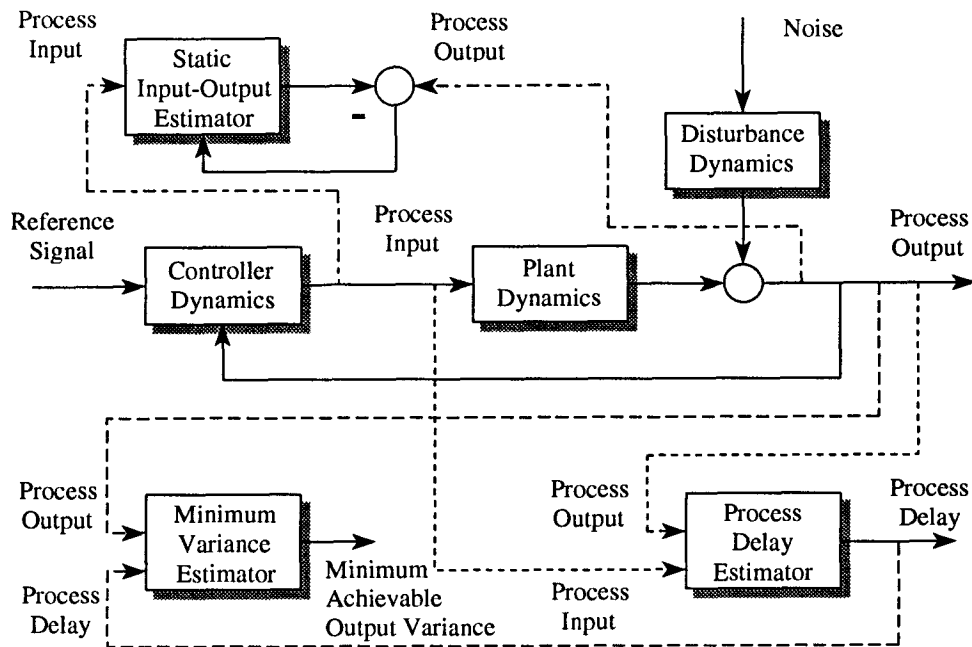 Process
Input
Static
Input-Output
Estimator
Process
Output
-
Noise
Disturbance
Dynamics
Reference
Signal
Controller
Dynamics
Process
Input
Plant
Dynamics
Process
Output
Process
Output
Process
Delay
Minimum
Variance
Estimator
Minimum
Achievable
Output Variance
Process
Output
Process
Input
Process
Delay
Estimator
Process
Delay